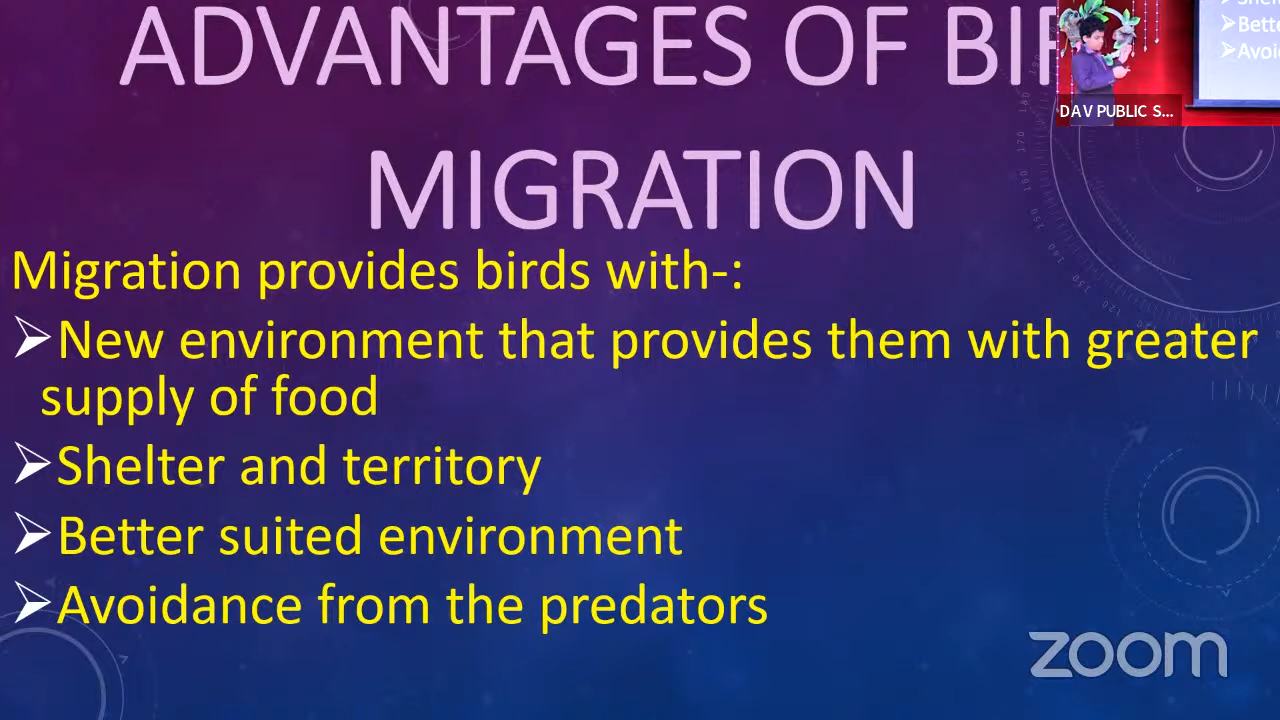 ADVANTAGES OF BI
MIGRATION
Migration provides birds with-:
➢New environment that provides them with greater
supply of food
➢Shelter and territory
➢Better suited environment
➢Avoidance from the predators
➢Avoi
DAV PUBLIC S...
zoom